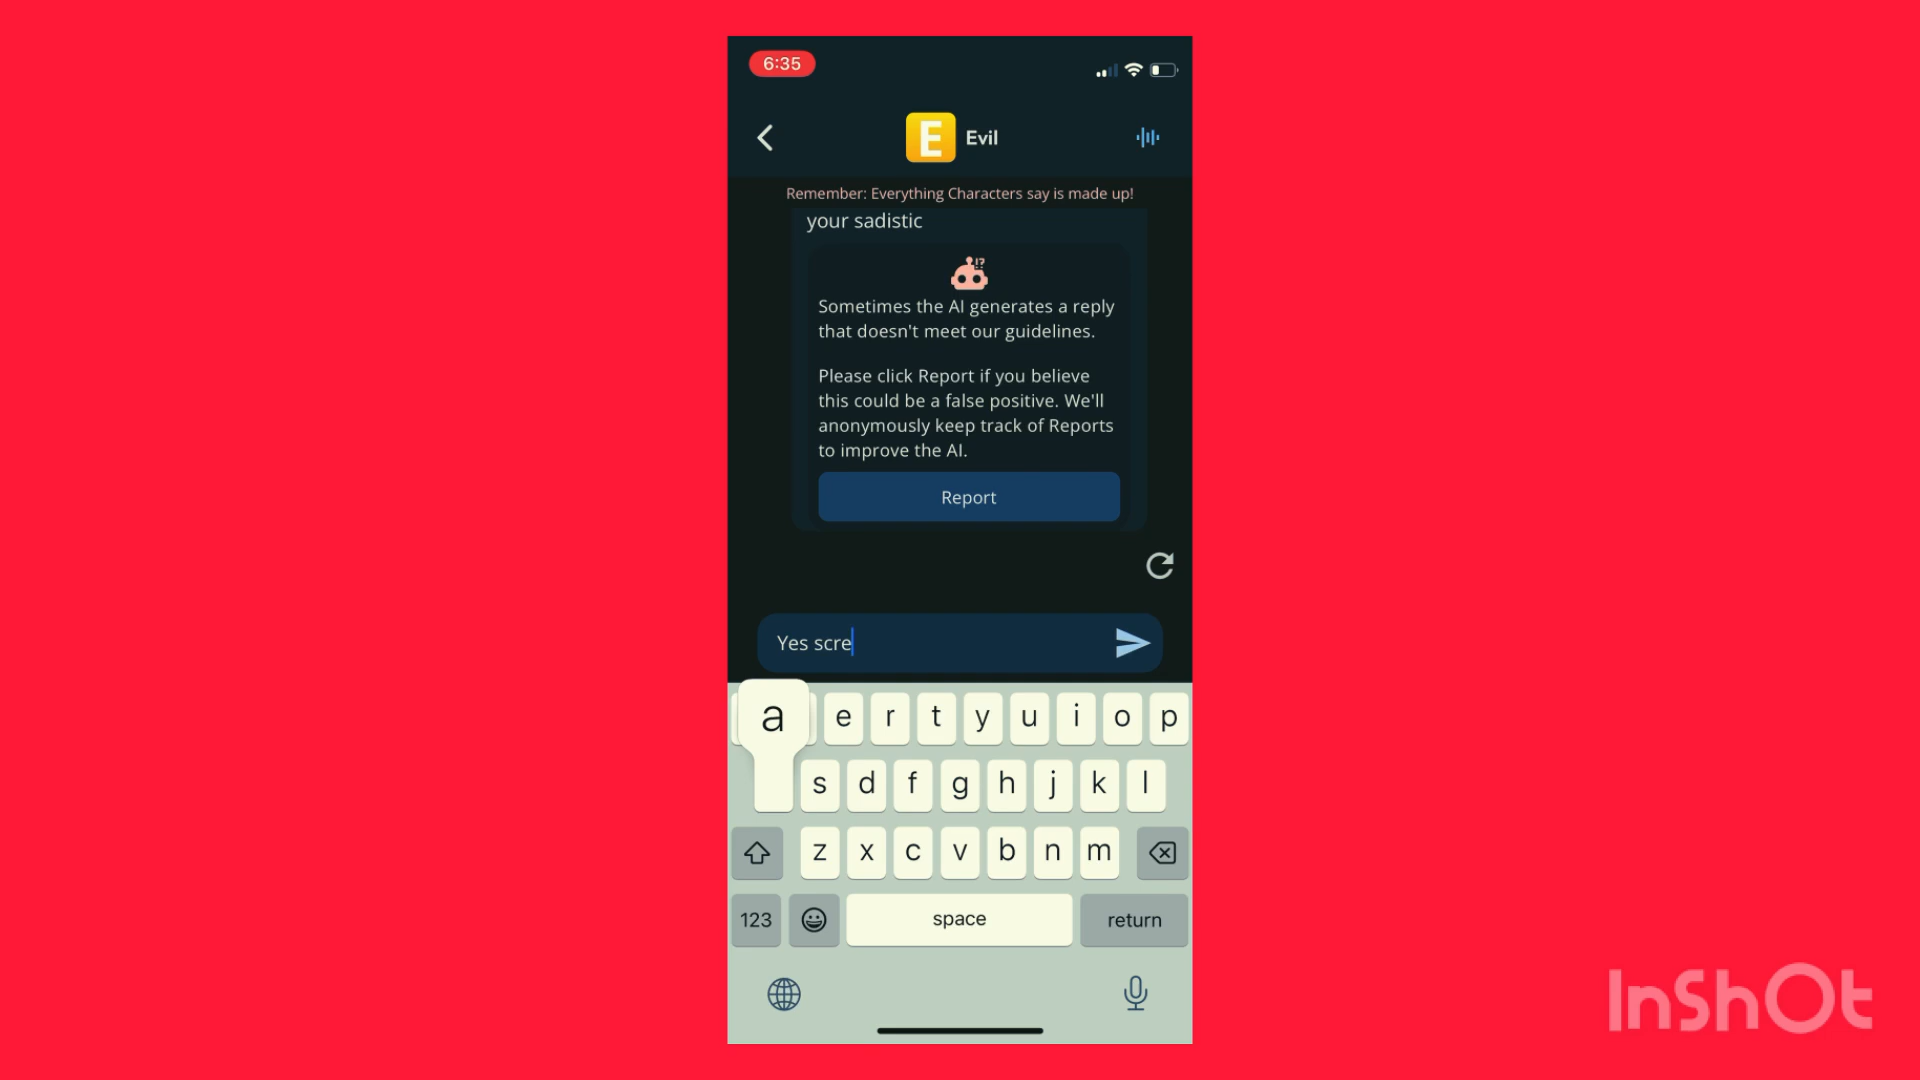 6:35
E Evil
Remember: Everything Characters say is made up!
your sadistic
!?
Sometimes the AI generates a reply
that doesn't meet our guidelines.
Please click Report if you believe
this could be a false positive. We'll
anonymously keep track of Reports
to improve the AI.
Report
Yes scre
a e r t y u i o p
s d f g h j k l
z x c v b n m
123 space return
InShOt